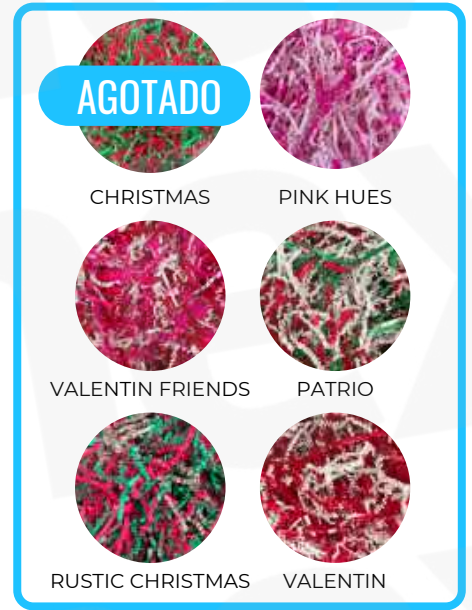 AGOTADO
CHRISTMAS
PINK HUES
VALENTIN FRIENDS
PATRIO
RUSTIC CHRISTMAS
VALENTIN